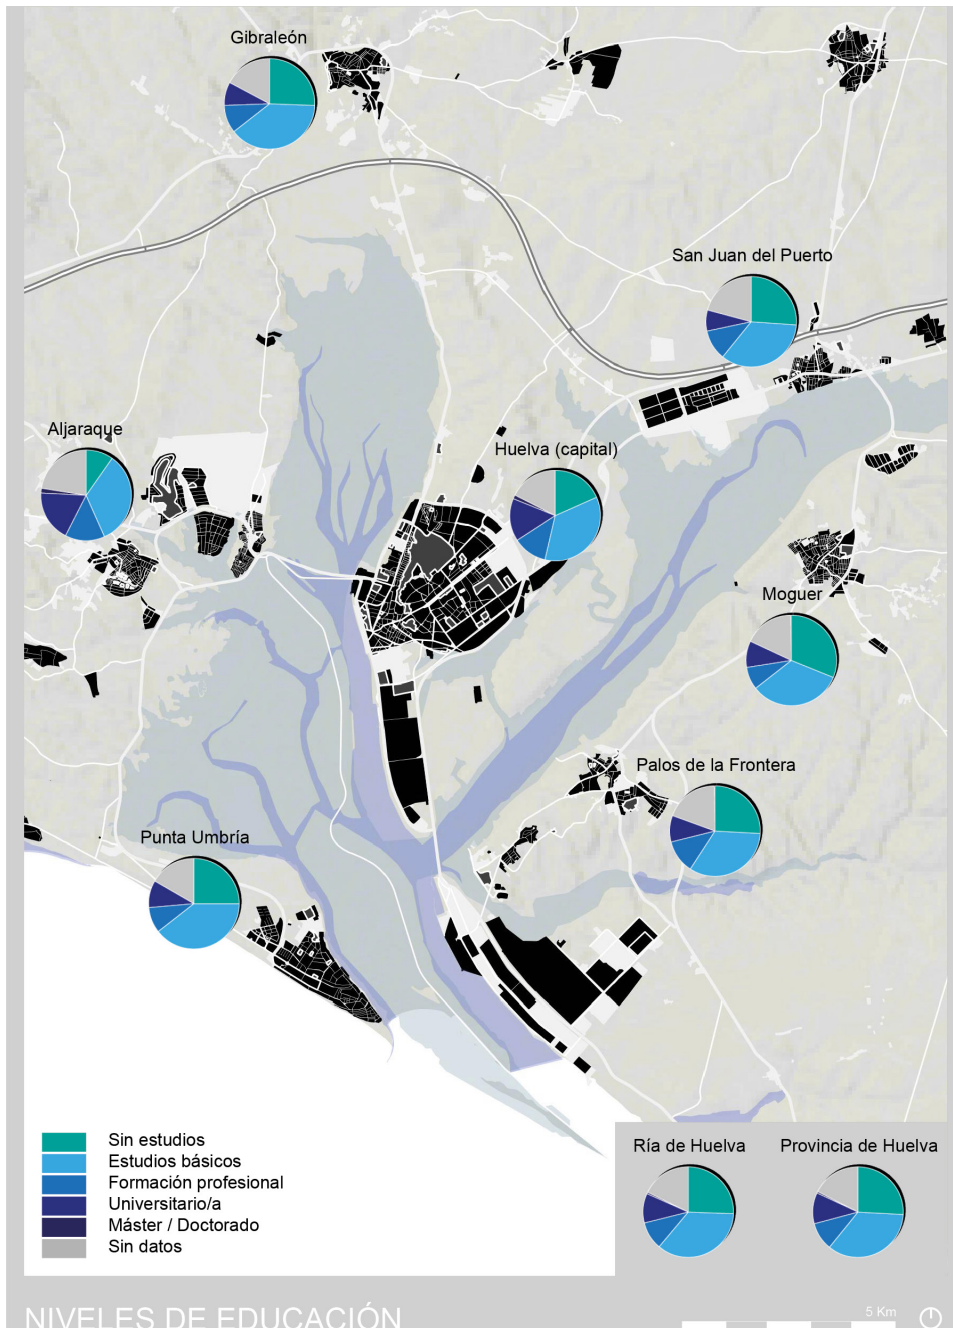 Gibraleón
San Juan del Puerto
Aljaraque
Huelva (capital)
Moguer
Palos de la Frontera
Punta Umbría
Sin estudios
Estudios básicos
Formación profesional
Universitario/a
Máster / Doctorado
Sin datos
Ría de Huelva
Provincia de Huelva
NIVELES DE EDUCACIÓN
5 Km